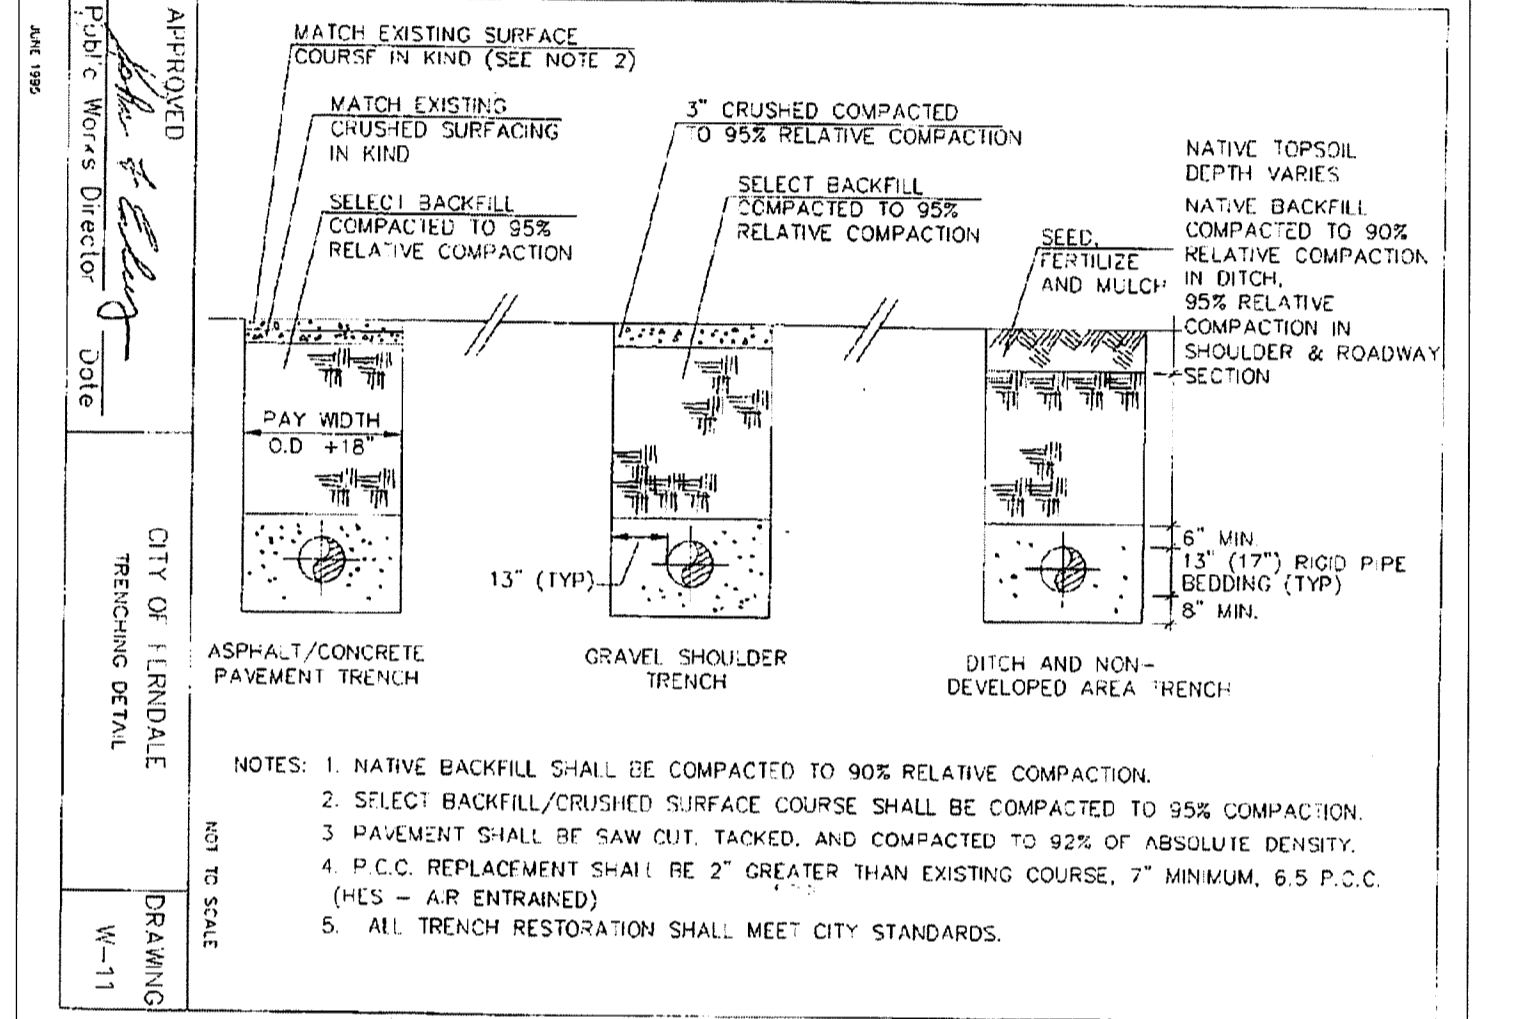 MATCH EXISTING SURFACE
COURSE IN KIND (SEE NOTE 2)
MATCH EXISTING
CRUSHED SURFACING
IN KIND
SELECT BACKFILL
COMPACTED TO 95%
RELATIVE COMPACTION
3" CRUSHED COMPACTED
TO 95% RELATIVE COMPACTION
SELECT BACKFILL
COMPACTED TO 95%
RELATIVE COMPACTION
SEED,
FERTILIZE
AND MULCH
NATIVE TOPSOIL
DEPTH VARIES
NATIVE BACKFILL
COMPACTED TO 90%
RELATIVE COMPACTION
IN DITCH,
95% RELATIVE
COMPACTION IN
SHOULDER & ROADWAY
SECTION
PAY WIDTH
O.D +18"
13" (TYP)
6" MIN.
13" (17") RIGID PIPE
BEDDING (TYP)
8" MIN.
ASPHALT/CONCRETE
PAVEMENT TRENCH
GRAVEL SHOULDER
TRENCH
DITCH AND NON-
DEVELOPED AREA TRENCH
NOTES: 1. NATIVE BACKFILL SHALL BE COMPACTED TO 90% RELATIVE COMPACTION.
2. SELECT BACKFILL/CRUSHED SURFACE COURSE SHALL BE COMPACTED TO 95% COMPACTION.
3 PAVEMENT SHALL BE SAW CUT, TACKED, AND COMPACTED TO 92% OF ABSOLUTE DENSITY.
4. P.C.C. REPLACEMENT SHALL BE 2" GREATER THAN EXISTING COURSE, 7" MINIMUM, 6.5 P.C.C.
(HES - AIR ENTRAINED)
5. ALL TRENCH RESTORATION SHALL MEET CITY STANDARDS.
APPROVED
Public Works Director Date
CITY OF FERNDALE
TRENCHING DETAIL
DRAWING
W-11
NOT TO SCALE
JUNE 1995